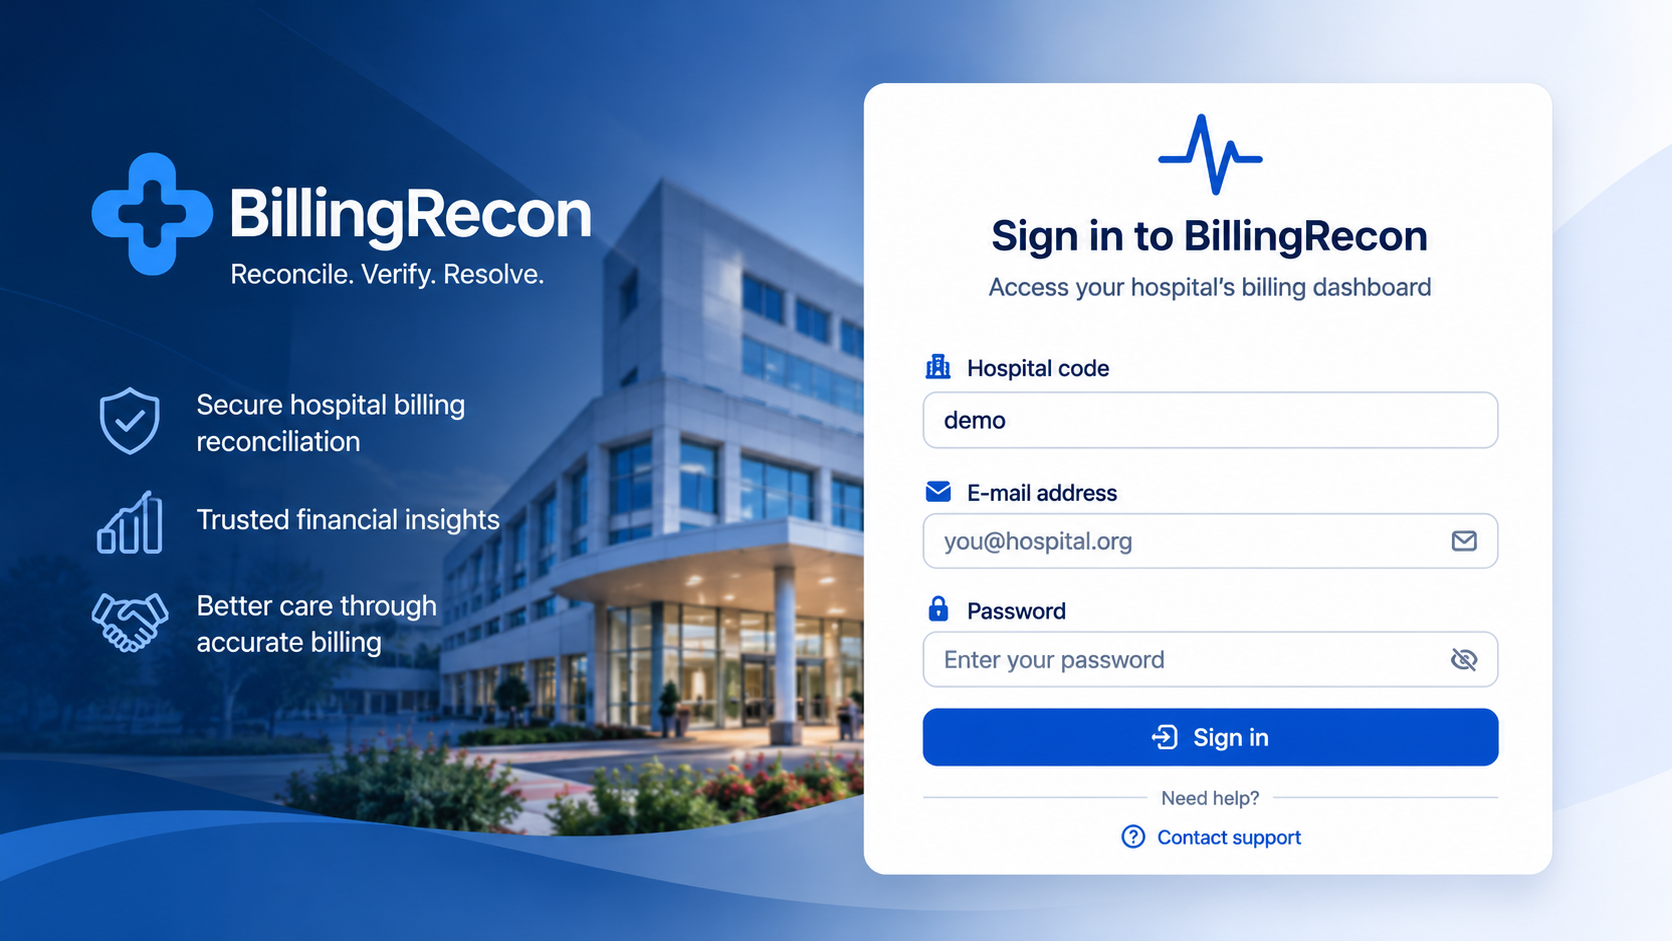 BillingRecon
Reconcile. Verify. Resolve.
Secure hospital billing
reconciliation
Trusted financial insights
Better care through
accurate billing
Sign in to BillingRecon
Access your hospital’s billing dashboard
Hospital code
demo
E-mail address
you@hospital.org
Password
Enter your password
Sign in
Need help?
Contact support